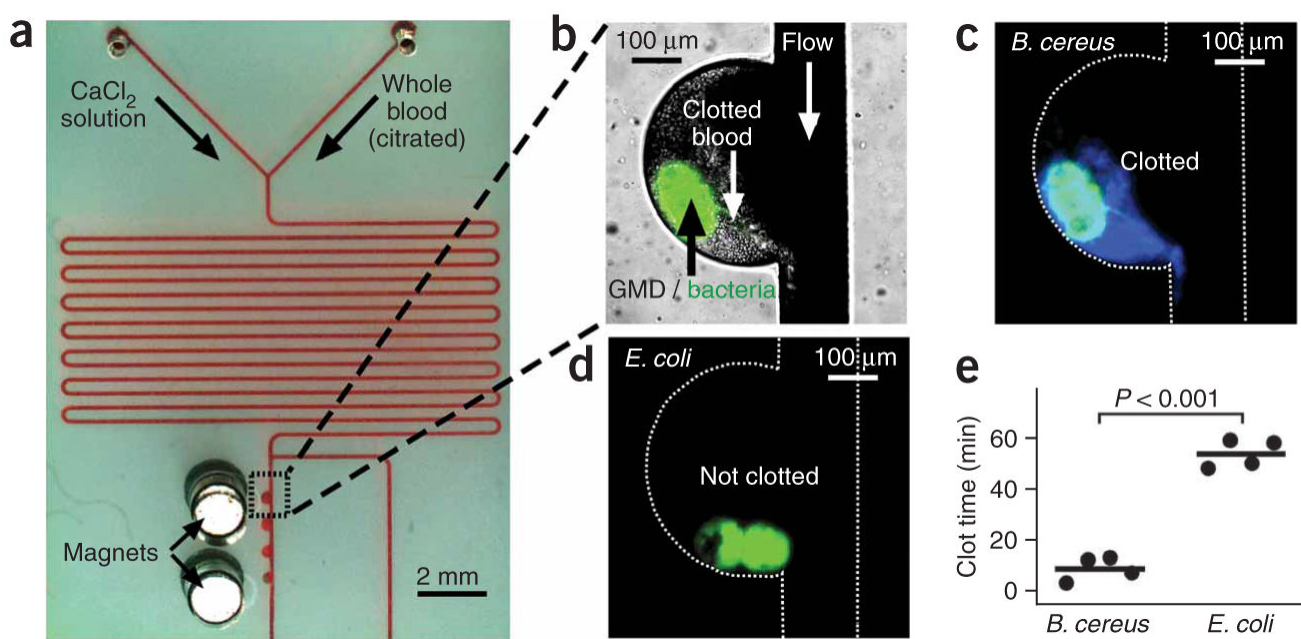 a
CaCl2
solution
Whole
blood
(citrated)
Magnets
2 mm
b
100 μm
Flow
Clotted
blood
GMD / bacteria
c
B. cereus
100 μm
Clotted
d
E. coli
100 μm
Not clotted
e
P < 0.001
Clot time (min)
60
40
20
0
B. cereus
E. coli